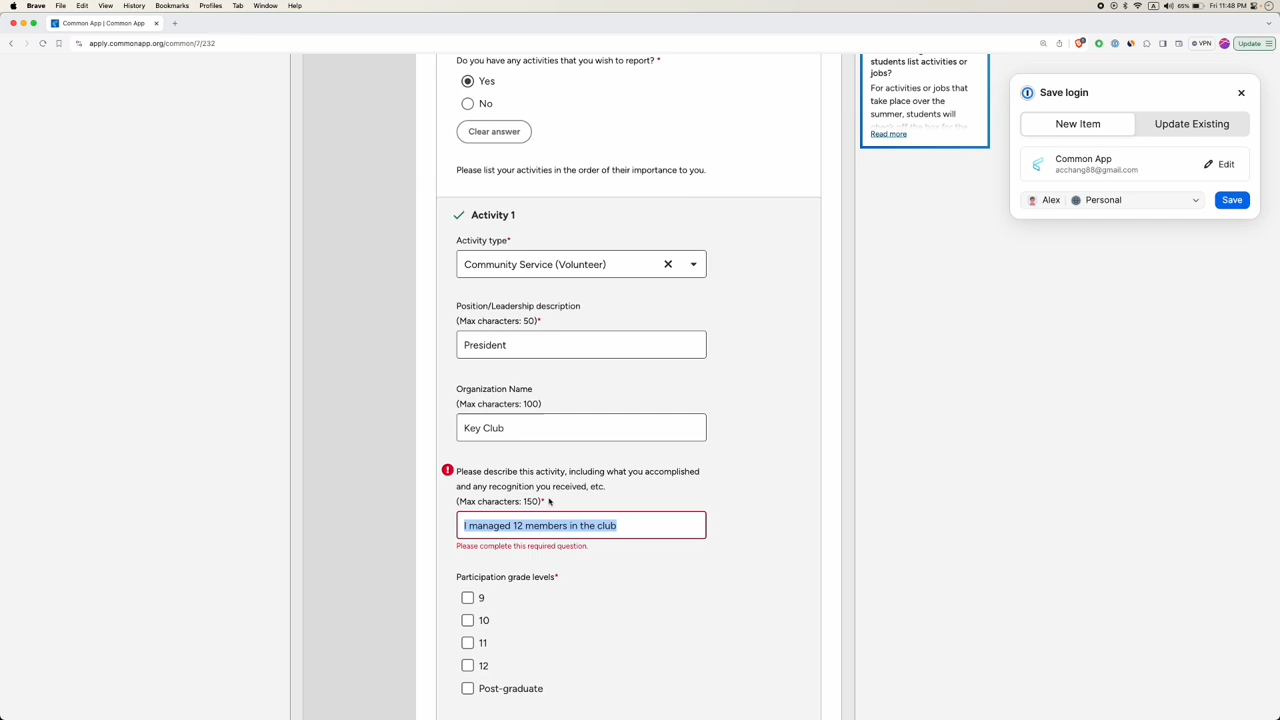 Brave File Edit View History Bookmarks Profiles Tab Window Help
A 65% Fri 11:48 PM
Common App | Common App
apply.commonapp.org/common/7/232
VPN Update
Do you have any activities that you wish to report? *
Yes
No
Clear answer
Please list your activities in the order of their importance to you.
students list activities or
jobs?
For activities or jobs that
take place over the
summer, students will
Read more
Save login
New Item Update Existing
Common App
acchang88@gmail.com
Edit
Alex Personal Save
Activity 1
Activity type*
Community Service (Volunteer)
Position/Leadership description
(Max characters: 50)*
President
Organization Name
(Max characters: 100)
Key Club
Please describe this activity, including what you accomplished
and any recognition you received, etc.
(Max characters: 150)*
I managed 12 members in the club
Please complete this required question.
Participation grade levels*
9
10
11
12
Post-graduate